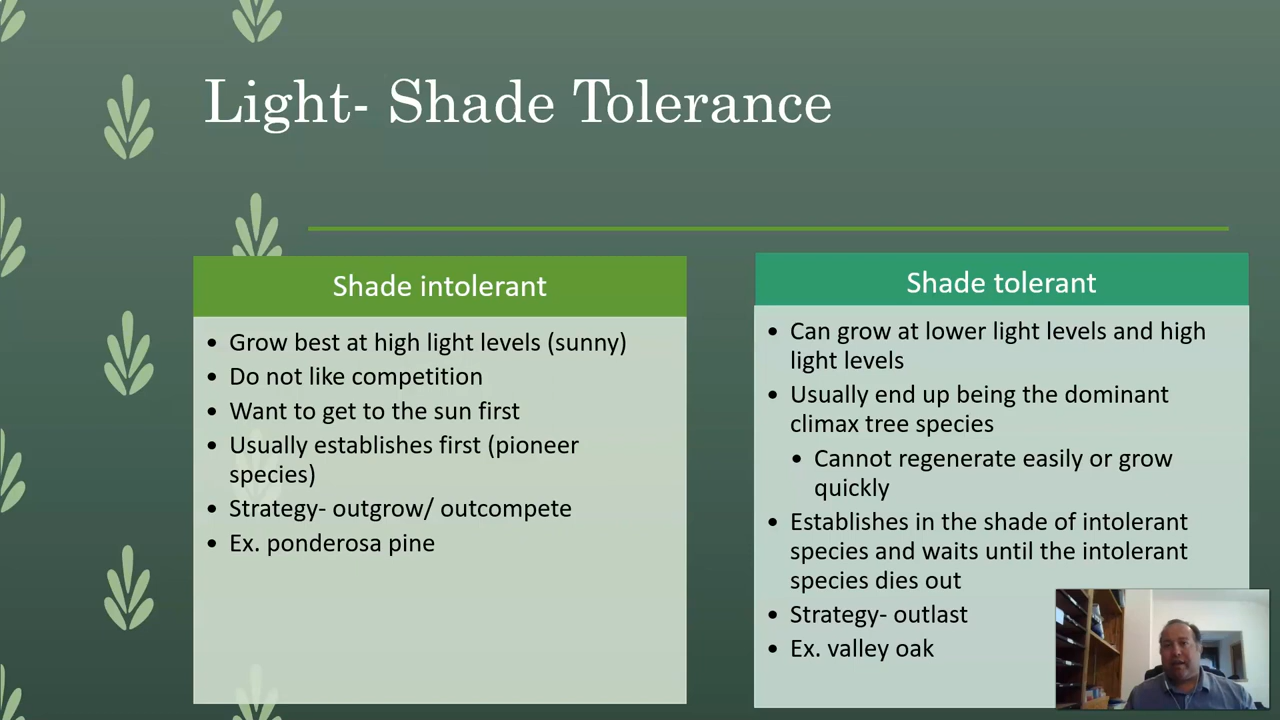 Light- Shade Tolerance
Shade intolerant
• Grow best at high light levels (sunny)
• Do not like competition
• Want to get to the sun first
• Usually establishes first (pioneer
species)
• Strategy- outgrow/ outcompete
• Ex. ponderosa pine
Shade tolerant
• Can grow at lower light levels and high
light levels
• Usually end up being the dominant
climax tree species
• Cannot regenerate easily or grow
quickly
• Establishes in the shade of intolerant
species and waits until the intolerant
species dies out
• Strategy- outlast
• Ex. valley oak